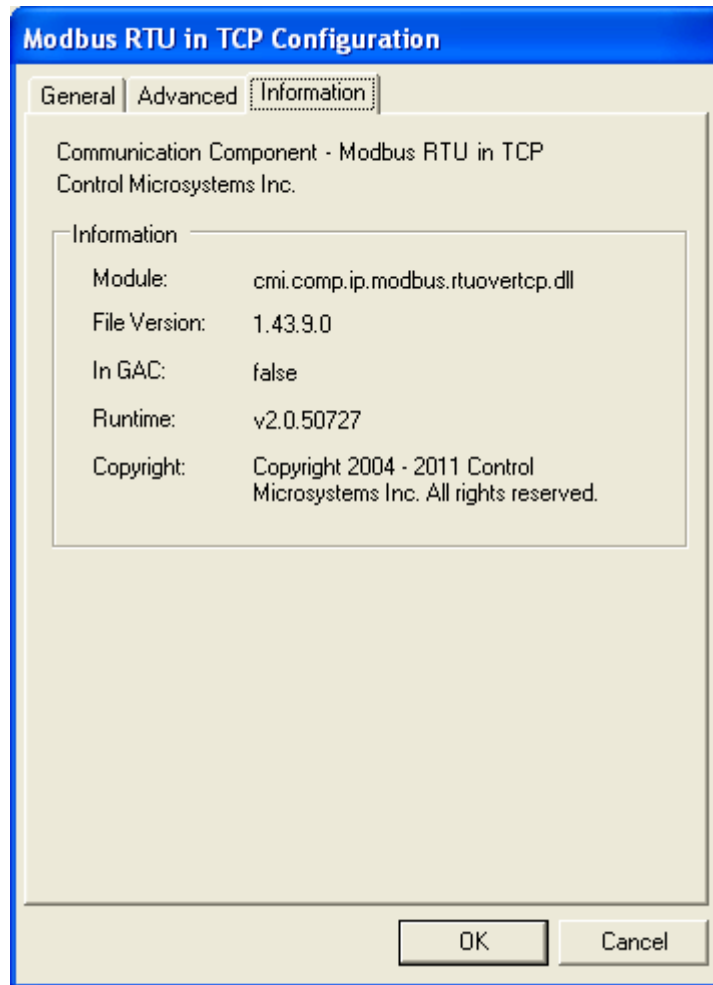 Modbus RTU in TCP Configuration
General Advanced Information
Communication Component - Modbus RTU in TCP
Control Microsystems Inc.
Information
Module: cmi.comp.ip.modbus.rtuovertcp.dll
File Version: 1.43.9.0
In GAC: false
Runtime: v2.0.50727
Copyright: Copyright 2004 - 2011 Control
Microsystems Inc. All rights reserved.
OK Cancel